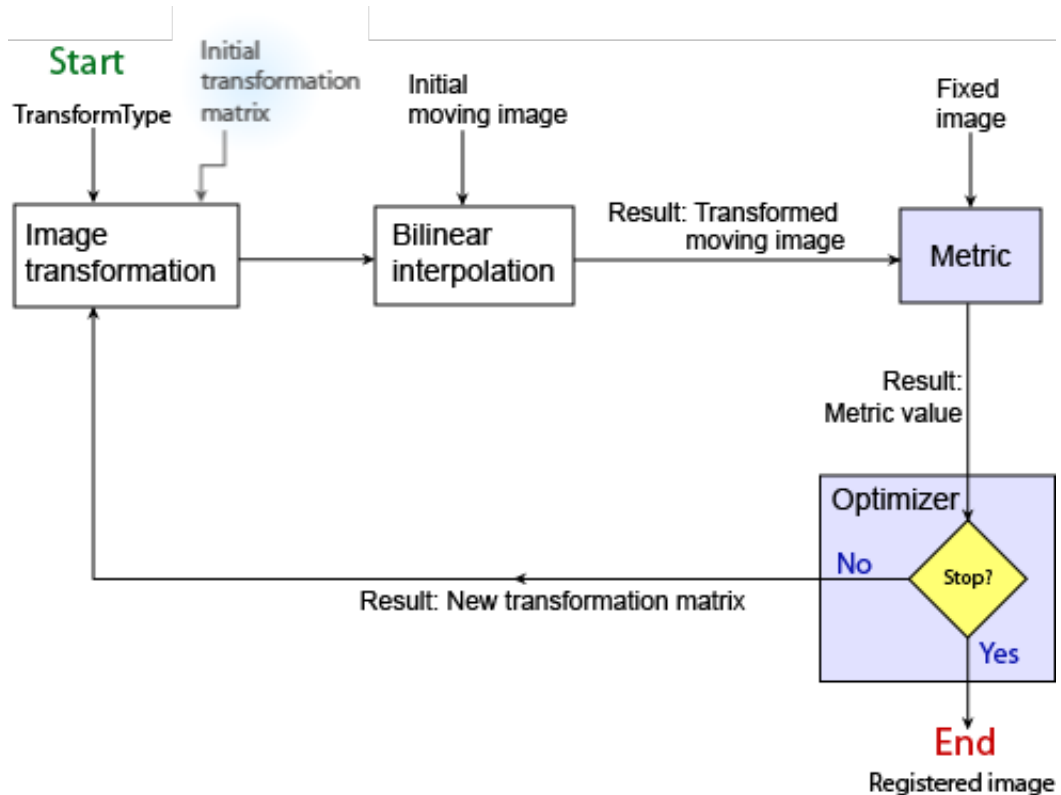 Start
TransformType
Initial
transformation
matrix
Initial
moving image
Fixed
image
Image
transformation
Bilinear
interpolation
Result: Transformed
moving image
Metric
Result:
Metric value
Optimizer
No
Stop?
Result: New transformation matrix
Yes
End
Registered image